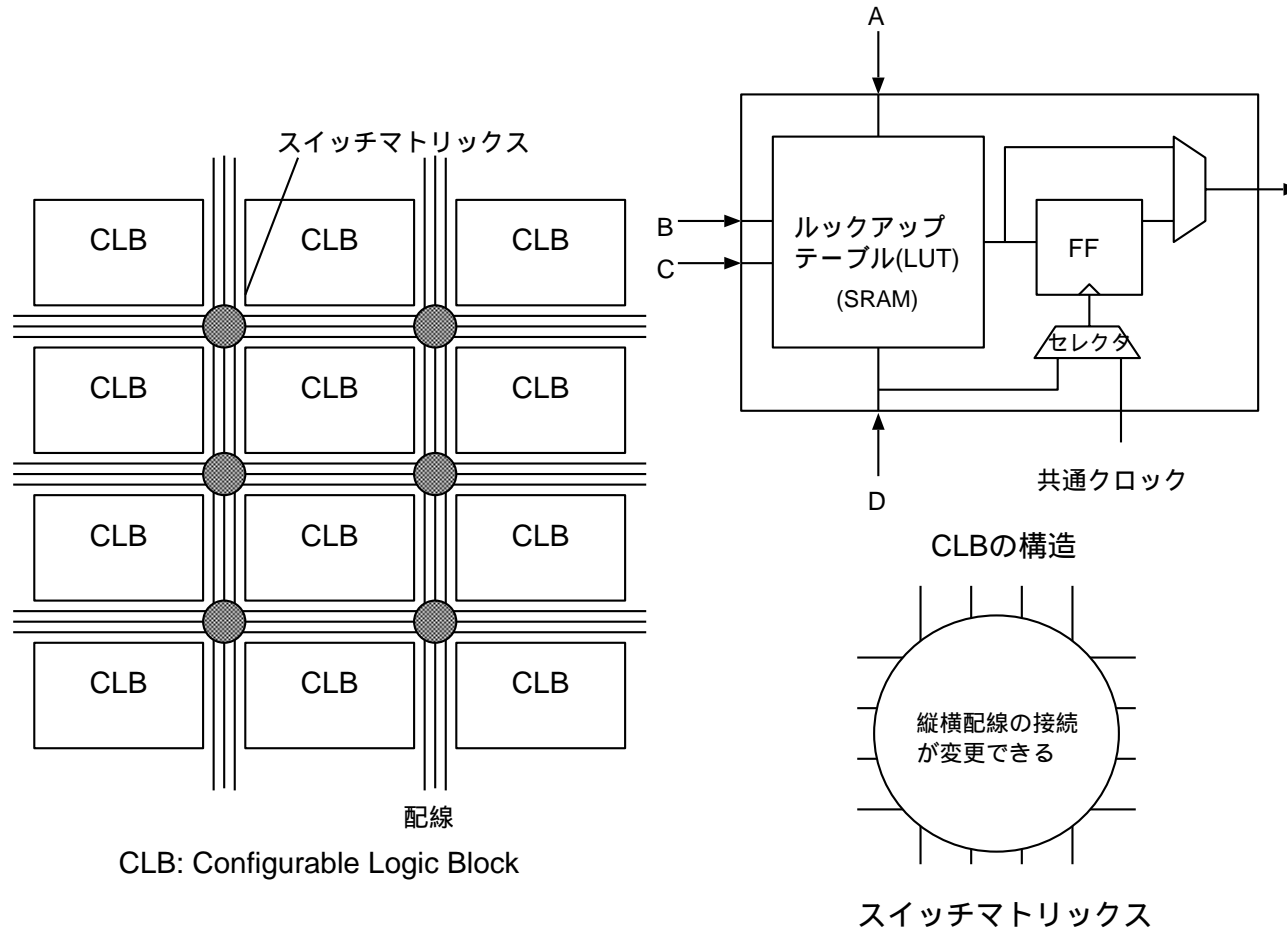 スイッチマトリックス
CLB
CLB
CLB
CLB
CLB
CLB
CLB
CLB
CLB
CLB
CLB
CLB
配線
CLB: Configurable Logic Block
A
B
C
ルックアップ
テーブル(LUT)
(SRAM)
FF
セレクタ
D
共通クロック
CLBの構造
縦横配線の接続
が変更できる
スイッチマトリックス